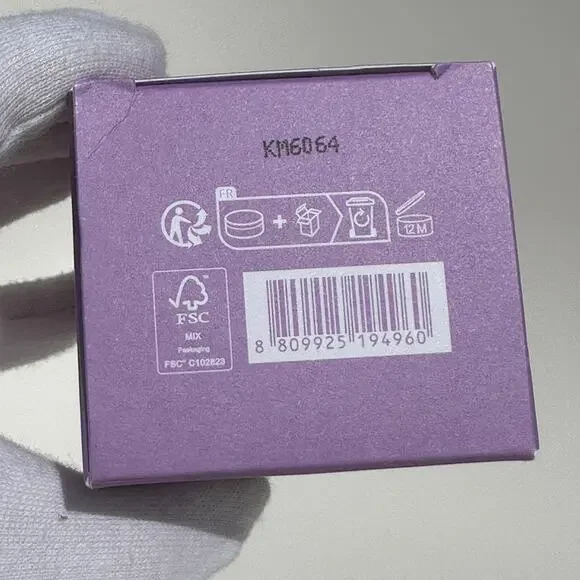 KM6064
FR
12M
FSC
MIX
Packaging
FSC® C102823
8 809925 194960